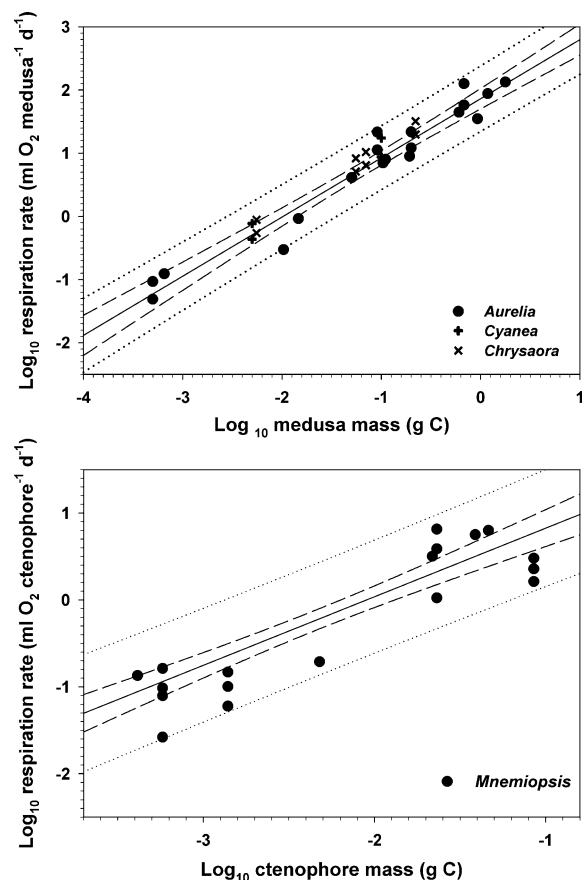 Log10 respiration rate (ml O2 medusa-1 d-1)
3
2
1
0
-1
-2
Aurelia
Cyanea
Chrysaora
-4 -3 -2 -1 0 1
Log 10 medusa mass (g C)
Log10 respiration rate (ml O2 ctenophore-1 d-1)
1
0
-1
-2
Mnemiopsis
-3 -2 -1
Log10 ctenophore mass (g C)